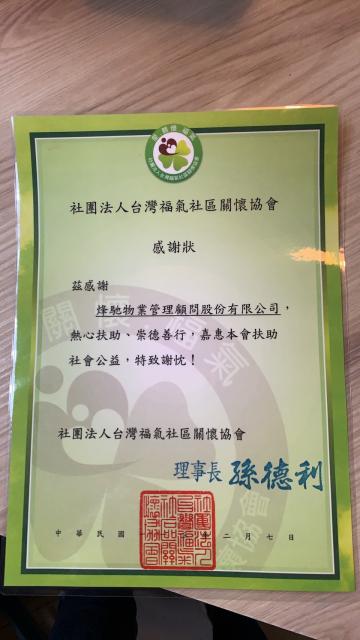 社團法人台灣福氣社區關懷協會
感謝狀
茲感謝
烽馳物業管理顧問股份有限公司，
熱心扶助、崇德善行，嘉惠本會扶助
社會公益，特致謝忱！
社團法人台灣福氣社區關懷協會
理事長 孫德利
中華民國 十二月七日